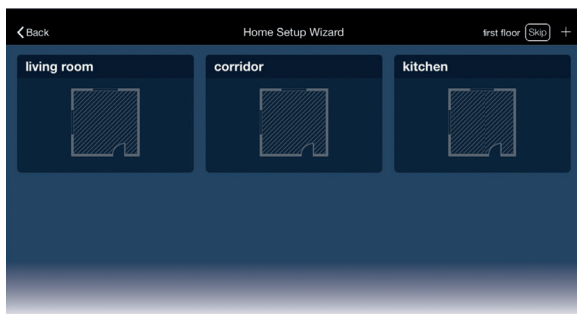 Back Home Setup Wizard first floor Skip +
living room corridor kitchen